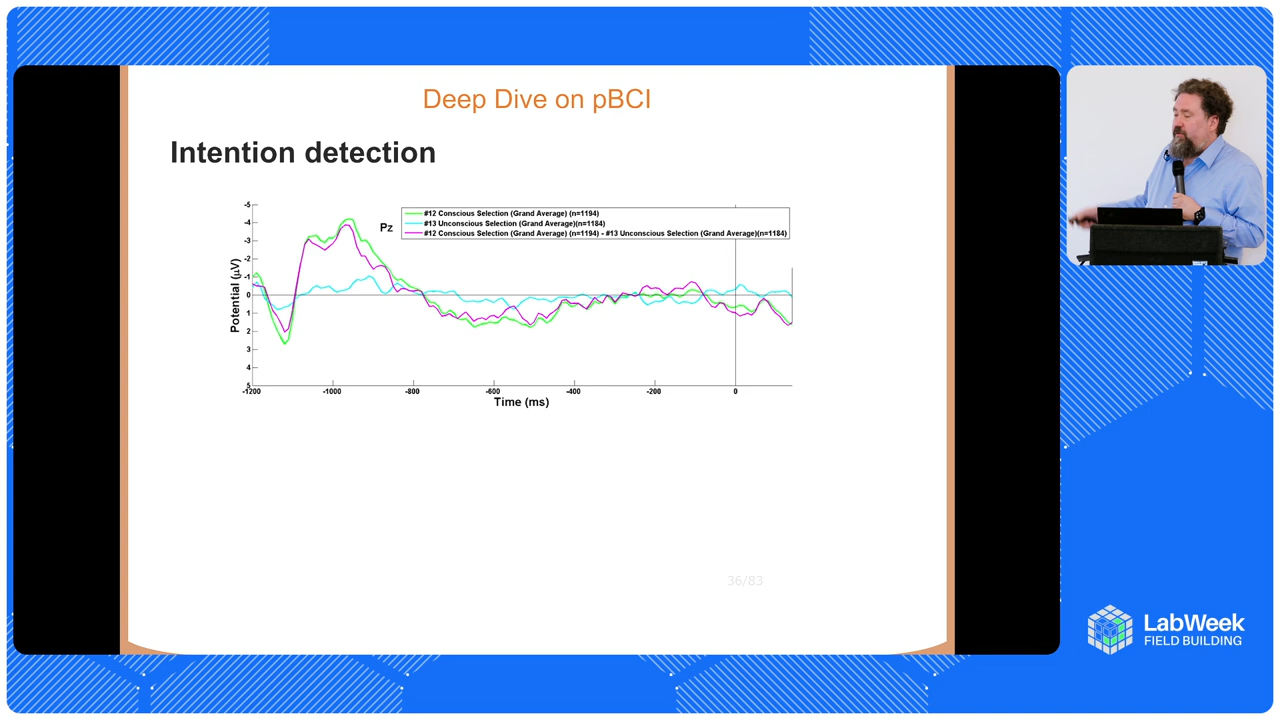 Deep Dive on pBCI
Intention detection
#12 Conscious Selection (Grand Average) (n=1194)
#13 Unconscious Selection (Grand Average)(n=1184)
#12 Conscious Selection (Grand Average) (n=1194) - #13 Unconscious Selection (Grand Average)(n=1184)
Pz
Potential (µV)
-5
-4
-3
-2
-1
0
1
2
3
4
5
-1200 -1000 -800 -600 -400 -200 0
Time (ms)
36/83
LabWeek
FIELD BUILDING